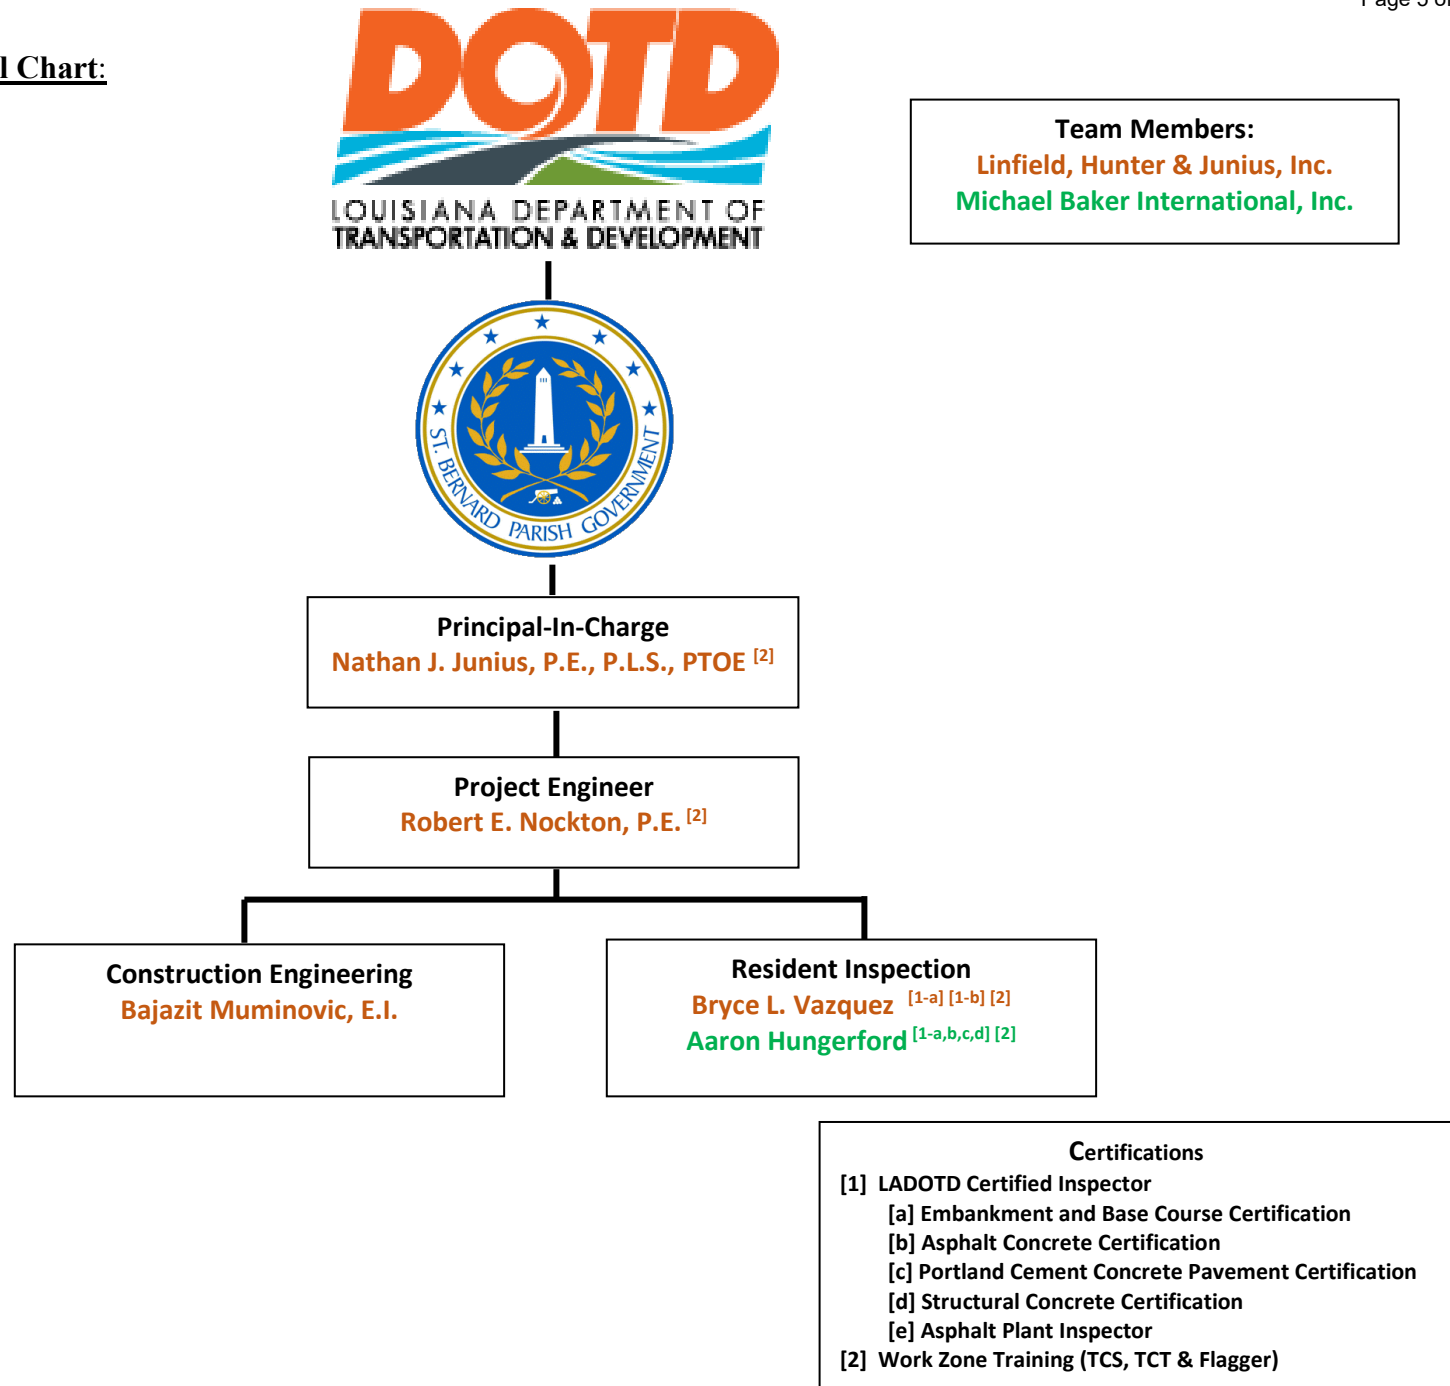 Page 5 of
l Chart:
DOTD
LOUISIANA DEPARTMENT OF
TRANSPORTATION & DEVELOPMENT
Team Members:
Linfield, Hunter & Junius, Inc.
Michael Baker International, Inc.
ST. BERNARD PARISH GOVERNMENT
Principal-In-Charge
Nathan J. Junius, P.E., P.L.S., PTOE [2]
Project Engineer
Robert E. Nockton, P.E. [2]
Construction Engineering
Bajazit Muminovic, E.I.
Resident Inspection
Bryce L. Vazquez [1-a] [1-b] [2]
Aaron Hungerford [1-a,b,c,d] [2]
Certifications
[1] LADOTD Certified Inspector
[a] Embankment and Base Course Certification
[b] Asphalt Concrete Certification
[c] Portland Cement Concrete Pavement Certification
[d] Structural Concrete Certification
[e] Asphalt Plant Inspector
[2] Work Zone Training (TCS, TCT & Flagger)